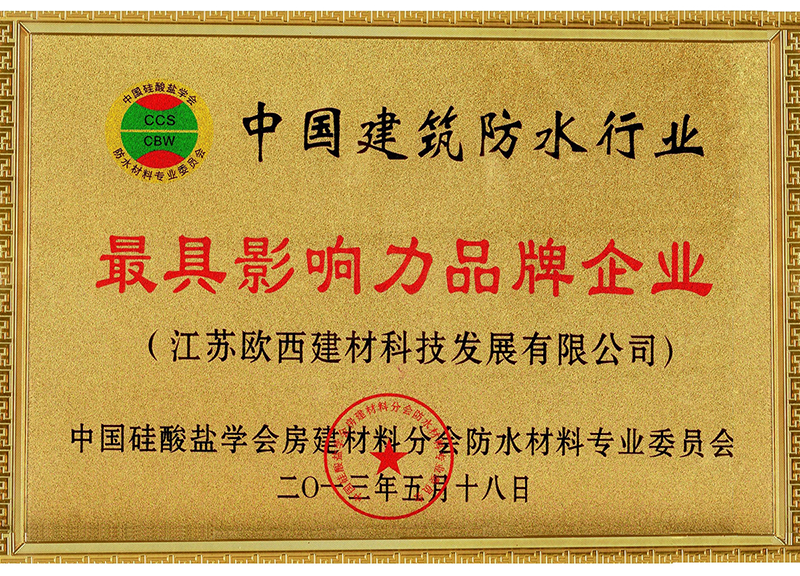 中国硅酸盐学会
CCS
CBW
防水材料专业委员会
中国建筑防水行业
最具影响力品牌企业
（江苏欧西建材科技发展有限公司）
中国硅酸盐学会房建材料分会防水材料专业委员会
二〇一三年五月十八日